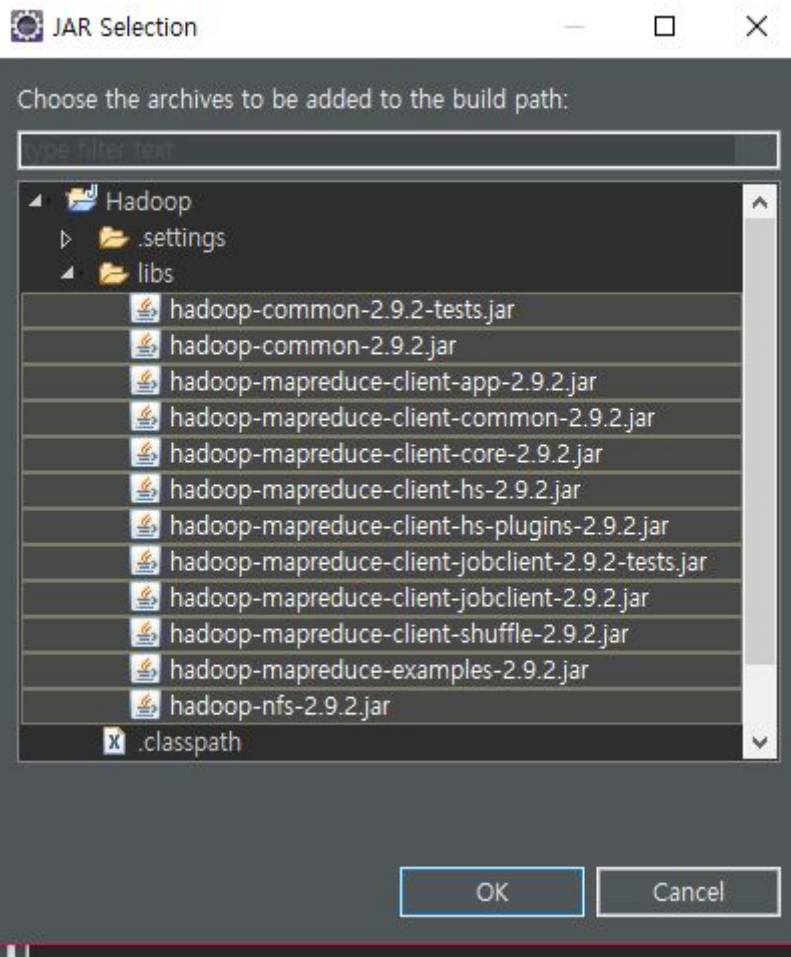 JAR Selection
Choose the archives to be added to the build path:
type filter text
Hadoop
.settings
libs
hadoop-common-2.9.2-tests.jar
hadoop-common-2.9.2.jar
hadoop-mapreduce-client-app-2.9.2.jar
hadoop-mapreduce-client-common-2.9.2.jar
hadoop-mapreduce-client-core-2.9.2.jar
hadoop-mapreduce-client-hs-2.9.2.jar
hadoop-mapreduce-client-hs-plugins-2.9.2.jar
hadoop-mapreduce-client-jobclient-2.9.2-tests.jar
hadoop-mapreduce-client-jobclient-2.9.2.jar
hadoop-mapreduce-client-shuffle-2.9.2.jar
hadoop-mapreduce-examples-2.9.2.jar
hadoop-nfs-2.9.2.jar
.classpath
OK Cancel